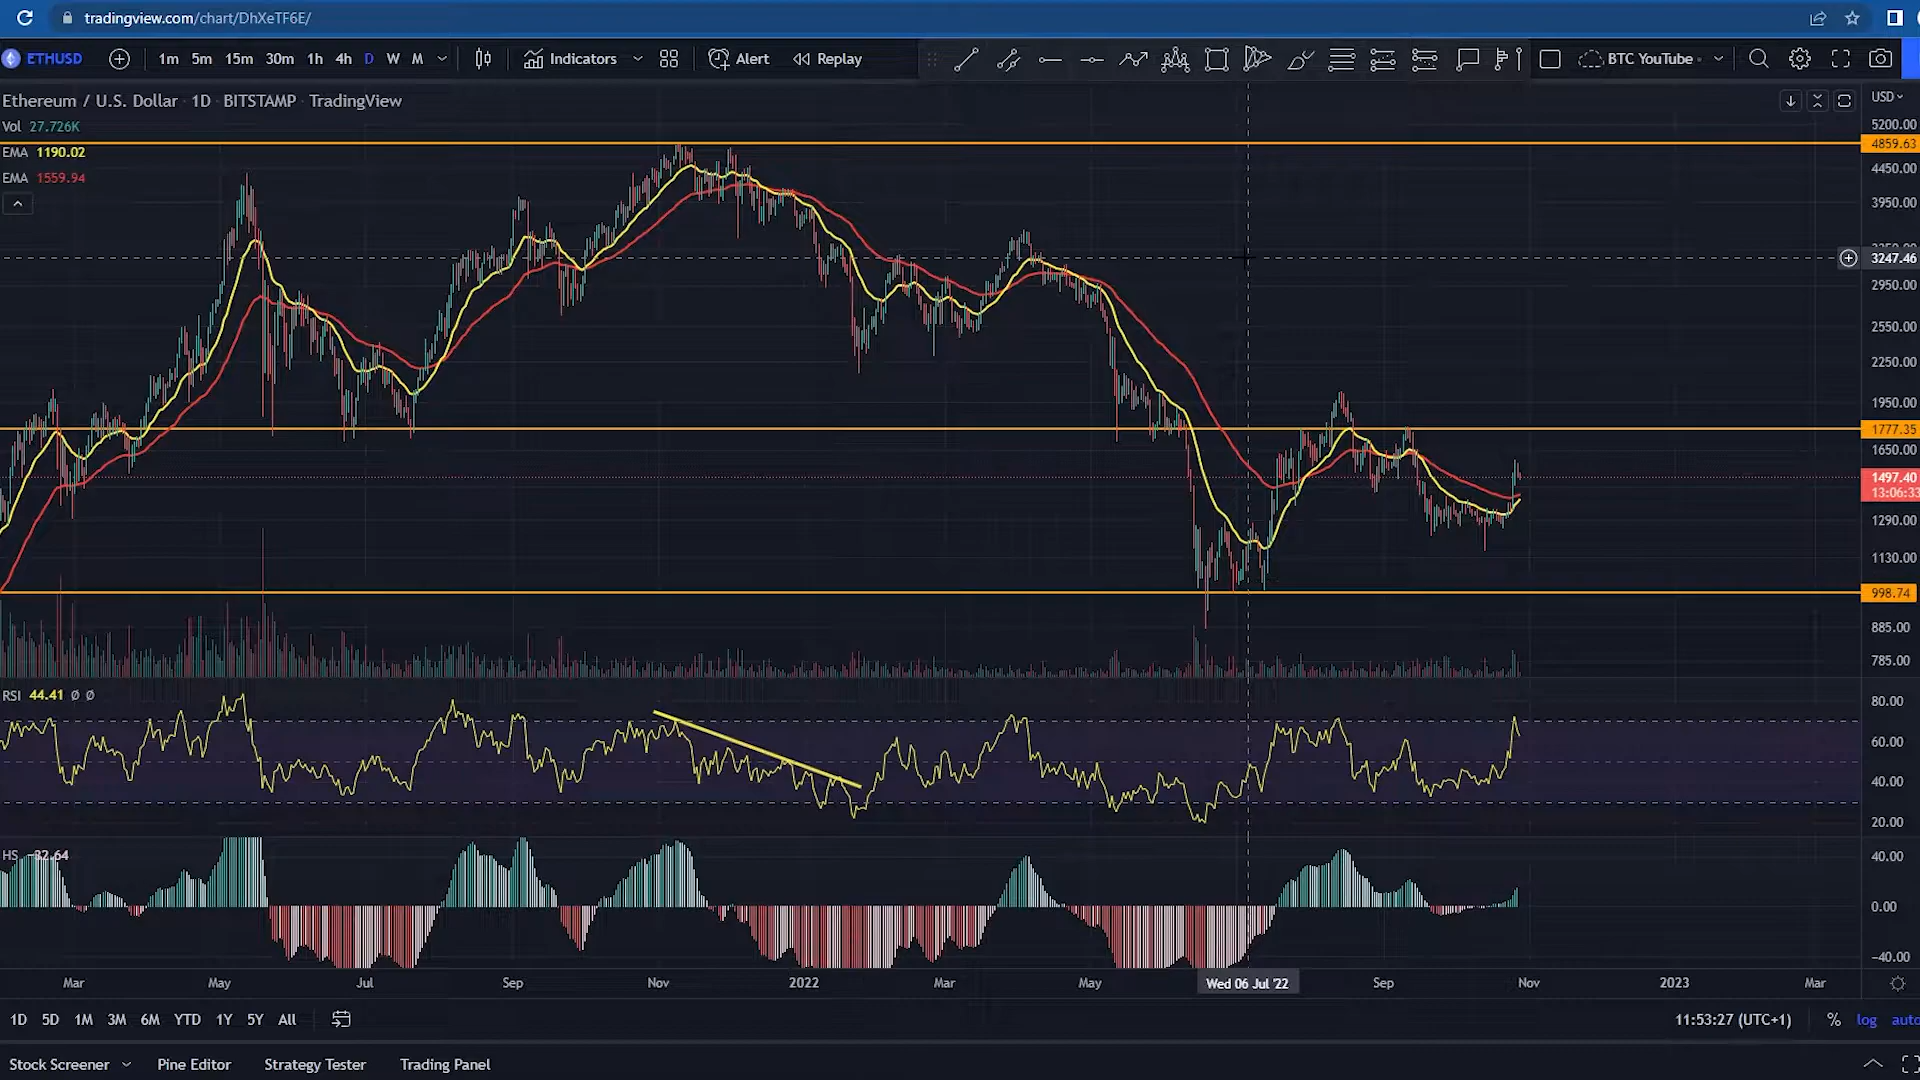 tradingview.com/chart/DhXeTF6E/
ETHUSD 1m 5m 15m 30m 1h 4h D W M Indicators Alert Replay BTC YouTube
Ethereum / U.S. Dollar 1D BITSTAMP TradingView USD
Vol 27.726K
5200.00
4859.63
EMA 1190.02
4450.00
EMA 1559.94
3950.00
3247.46
2950.00
2550.00
2250.00
1950.00
1777.35
1650.00
1497.40
13:06:33
1290.00
1130.00
998.74
885.00
785.00
RSI 44.41 Ø Ø
80.00
60.00
40.00
20.00
HS -82.64
40.00
0.00
-40.00
Mar May Jul Sep Nov 2022 Mar May Wed 06 Jul '22 Sep Nov 2023 Mar
1D 5D 1M 3M 6M YTD 1Y 5Y All 11:53:27 (UTC+1) % log auto
Stock Screener Pine Editor Strategy Tester Trading Panel